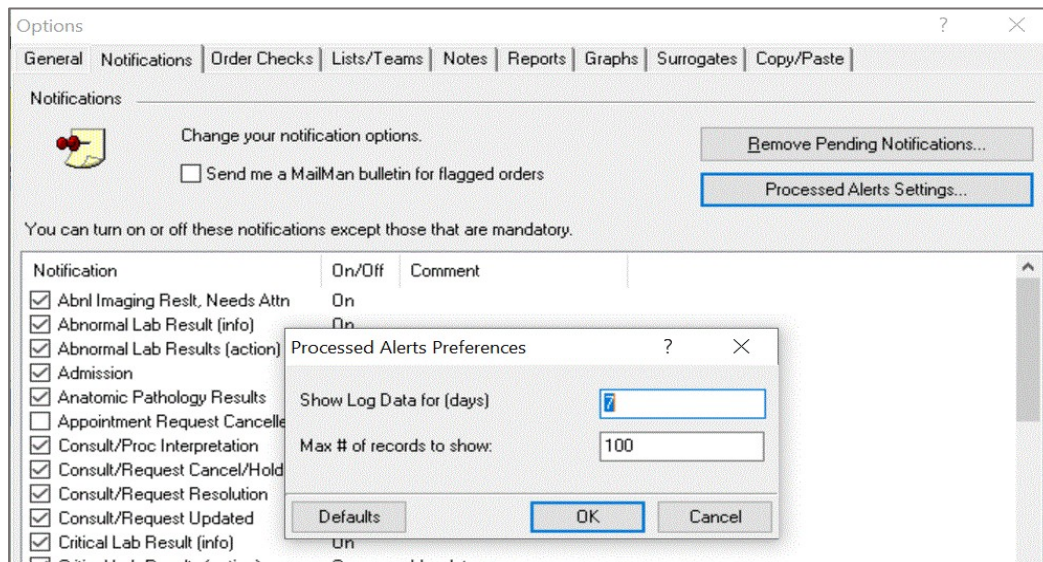 Options
General Notifications Order Checks Lists/Teams Notes Reports Graphs Surrogates Copy/Paste
Notifications
Change your notification options.
Remove Pending Notifications...
Send me a MailMan bulletin for flagged orders
Processed Alerts Settings...
You can turn on or off these notifications except those that are mandatory.
Notification On/Off Comment
Abnl Imaging Reslt, Needs Attn On
Abnormal Lab Result (info) On
Abnormal Lab Results (action)
Admission
Anatomic Pathology Results
Appointment Request Cancelle
Consult/Proc Interpretation
Consult/Request Cancel/Hold
Consult/Request Resolution
Consult/Request Updated
Critical Lab Result (info) On
Processed Alerts Preferences ?
Show Log Data for (days) 7
Max # of records to show: 100
Defaults OK Cancel